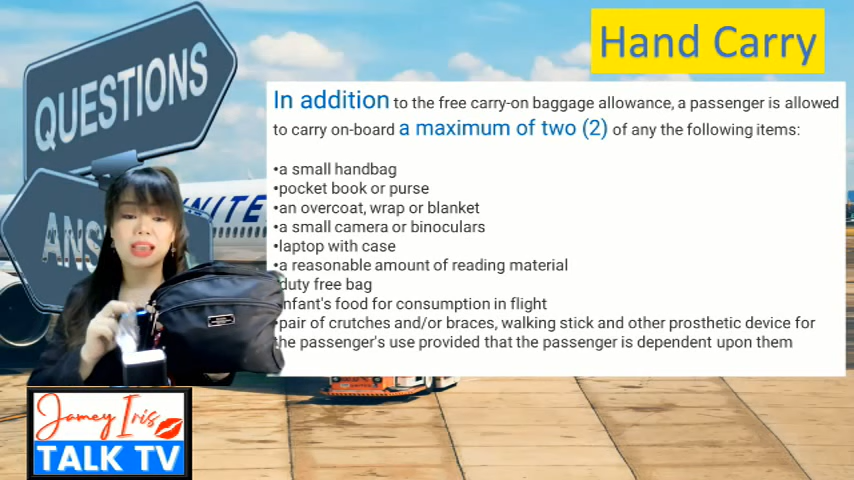 QUESTIONS
Hand Carry
In addition to the free carry-on baggage allowance, a passenger is allowed
to carry on-board a maximum of two (2) of any the following items:
•a small handbag
•pocket book or purse
•an overcoat, wrap or blanket
•a small camera or binoculars
•laptop with case
•a reasonable amount of reading material
duty free bag
nfant's food for consumption in flight
•pair of crutches and/or braces, walking stick and other prosthetic device for
the passenger's use provided that the passenger is dependent upon them
ANS
NITE
Jamey Iris
TALK TV